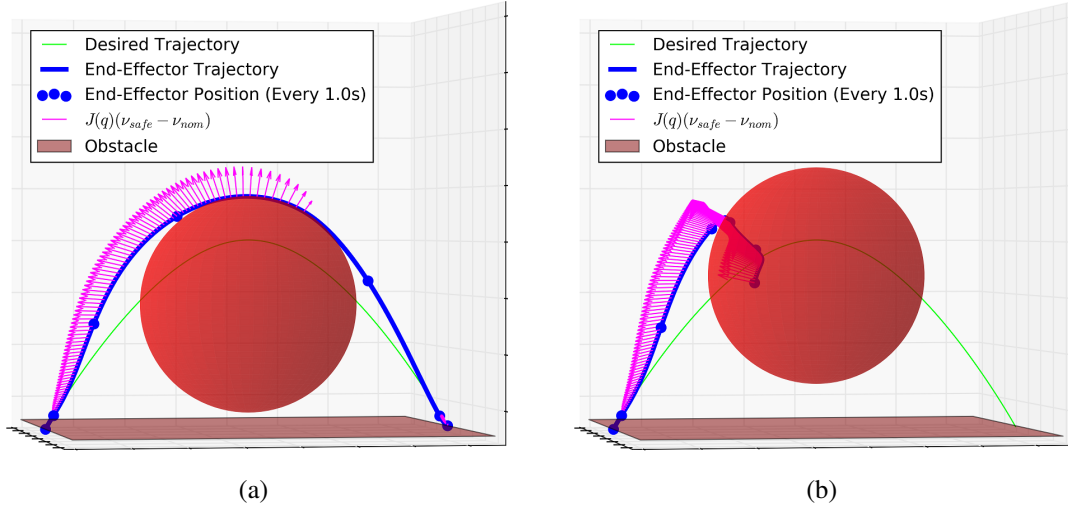 Desired Trajectory
End-Effector Trajectory
End-Effector Position (Every 1.0s)
J(q)(ν_safe − ν_nom)
Obstacle
Desired Trajectory
End-Effector Trajectory
End-Effector Position (Every 1.0s)
J(q)(ν_safe − ν_nom)
Obstacle
(a)
(b)